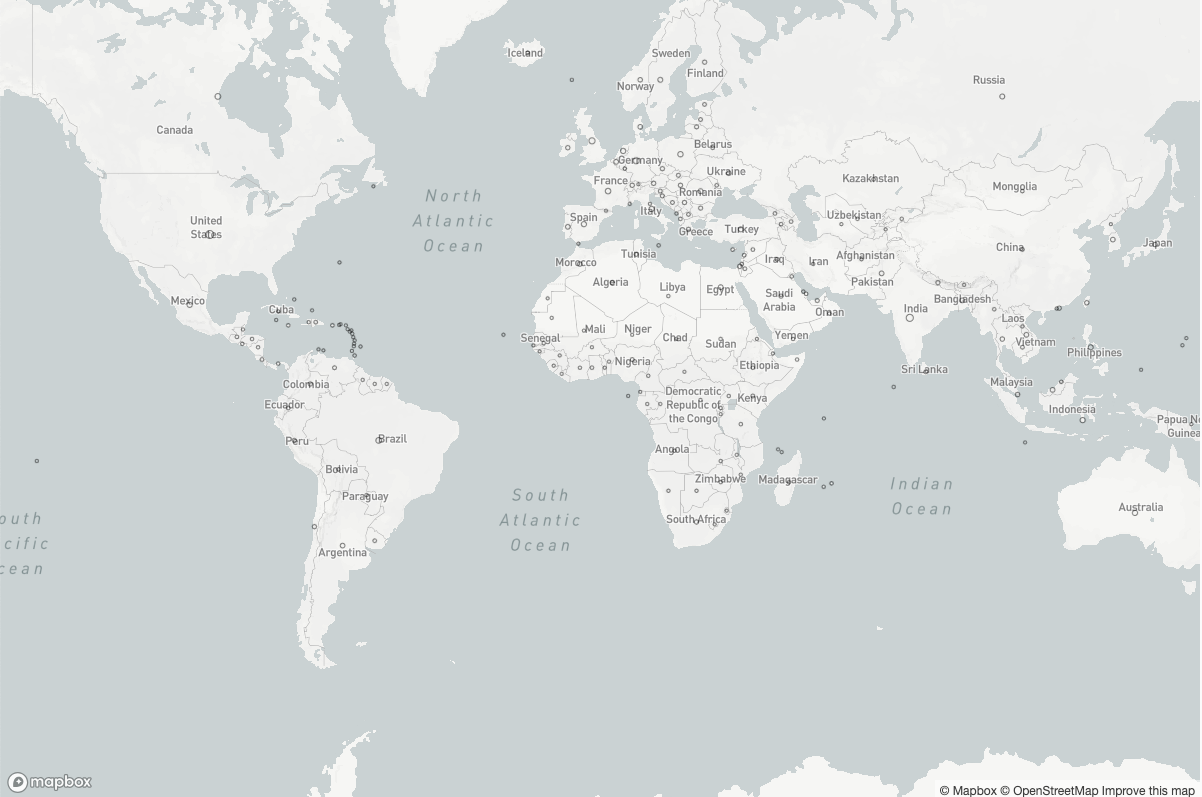 Iceland
Sweden
Finland
Norway
Russia
Canada
Belarus
Germany
Ukraine
Kazakhstan
Mongolia
France
Romania
North
Atlantic
Ocean
United
States
Spain
Italy
Greece
Turkey
Uzbekistan
China
Japan
Morocco
Tunisia
Iraq
Iran
Afghanistan
Pakistan
Algeria
Libya
Egypt
Saudi
Arabia
Oman
India
Bangladesh
Laos
Mexico
Cuba
Senegal
Mali
Niger
Chad
Sudan
Yemen
Vietnam
Philippines
Nigeria
Ethiopia
Sri Lanka
Colombia
Malaysia
Ecuador
Democratic
Republic of
the Congo
Kenya
Indonesia
Papua N
Guinea
Peru
Brazil
Angola
Bolivia
Zimbabwe
Madagascar
Indian
Ocean
Paraguay
South
Atlantic
Ocean
South Africa
Australia
outh
cific
cean
Argentina
mapbox
© Mapbox © OpenStreetMap Improve this map